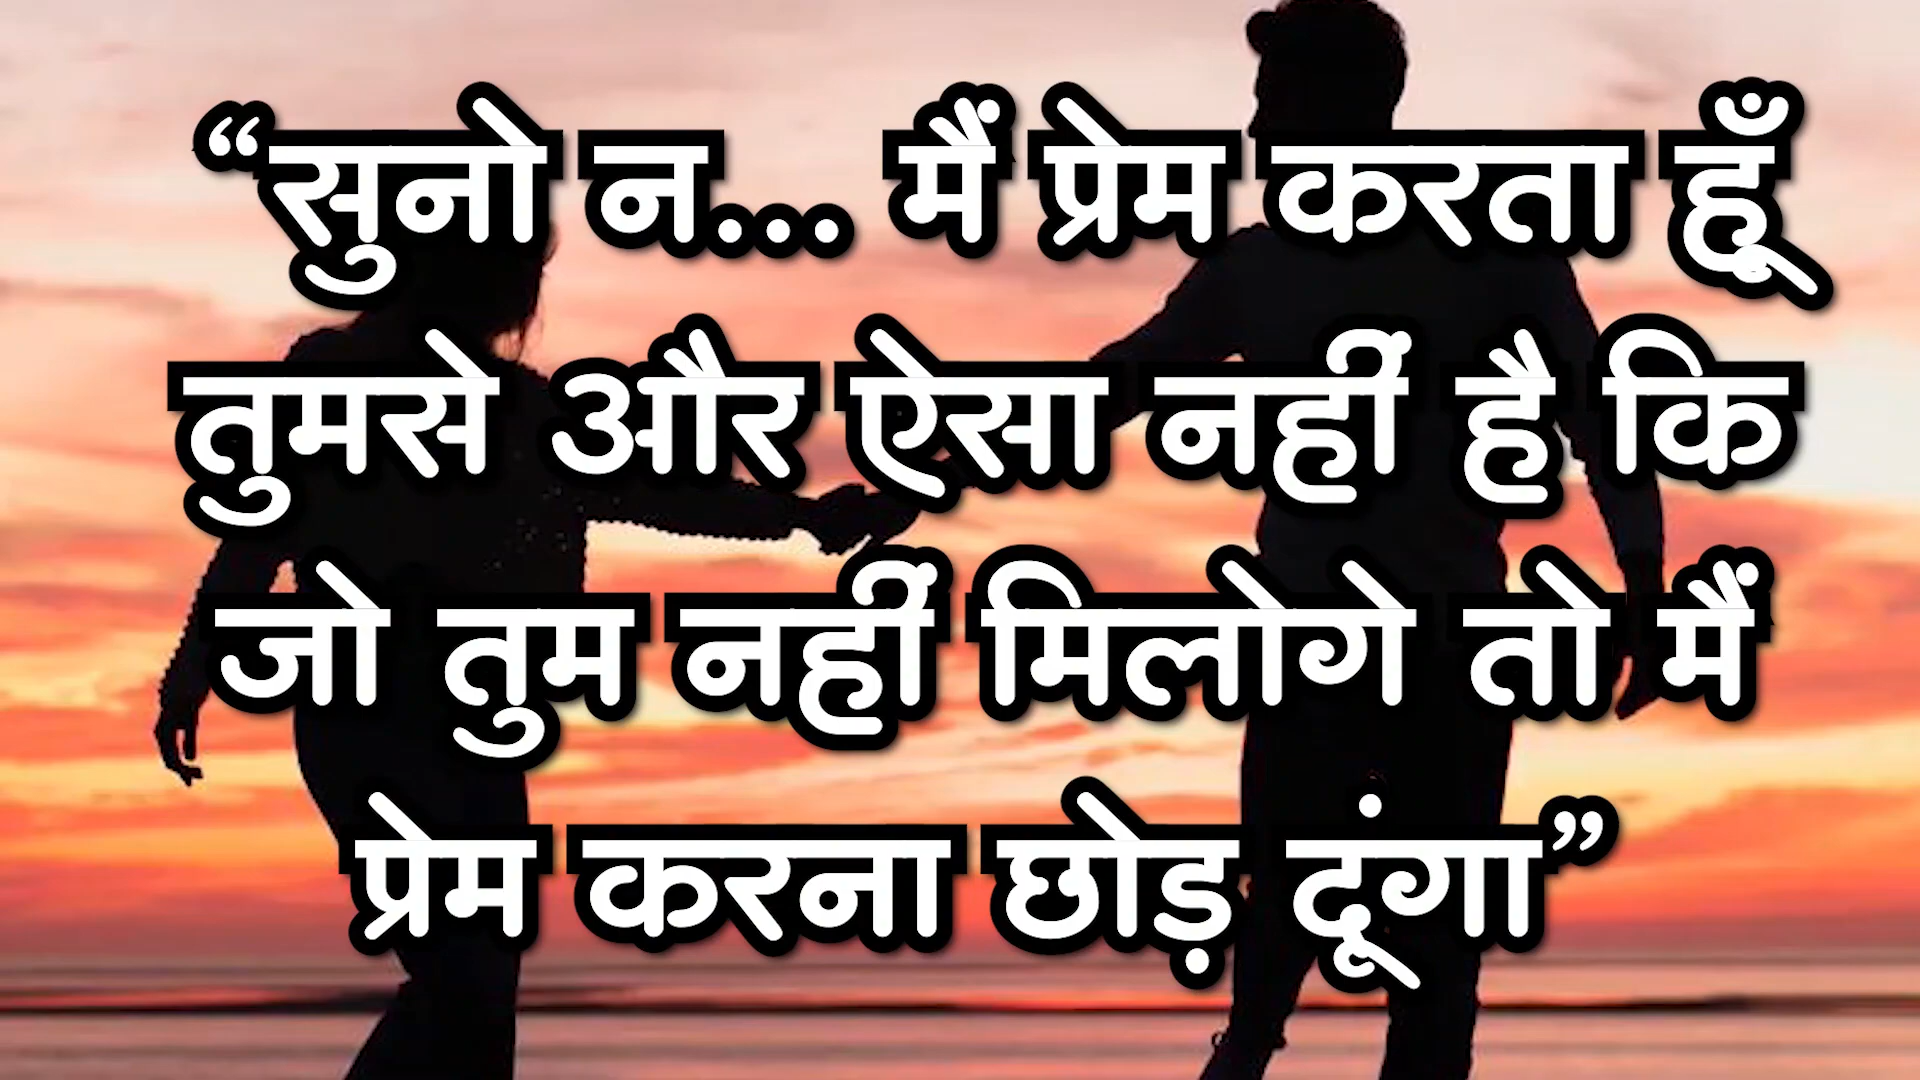 “सुनो न... मैं प्रेम करता हूँ
तुमसे और ऐसा नहीं है कि
जो तुम नहीं मिलोगे तो मैं
प्रेम करना छोड़ दूंगा”